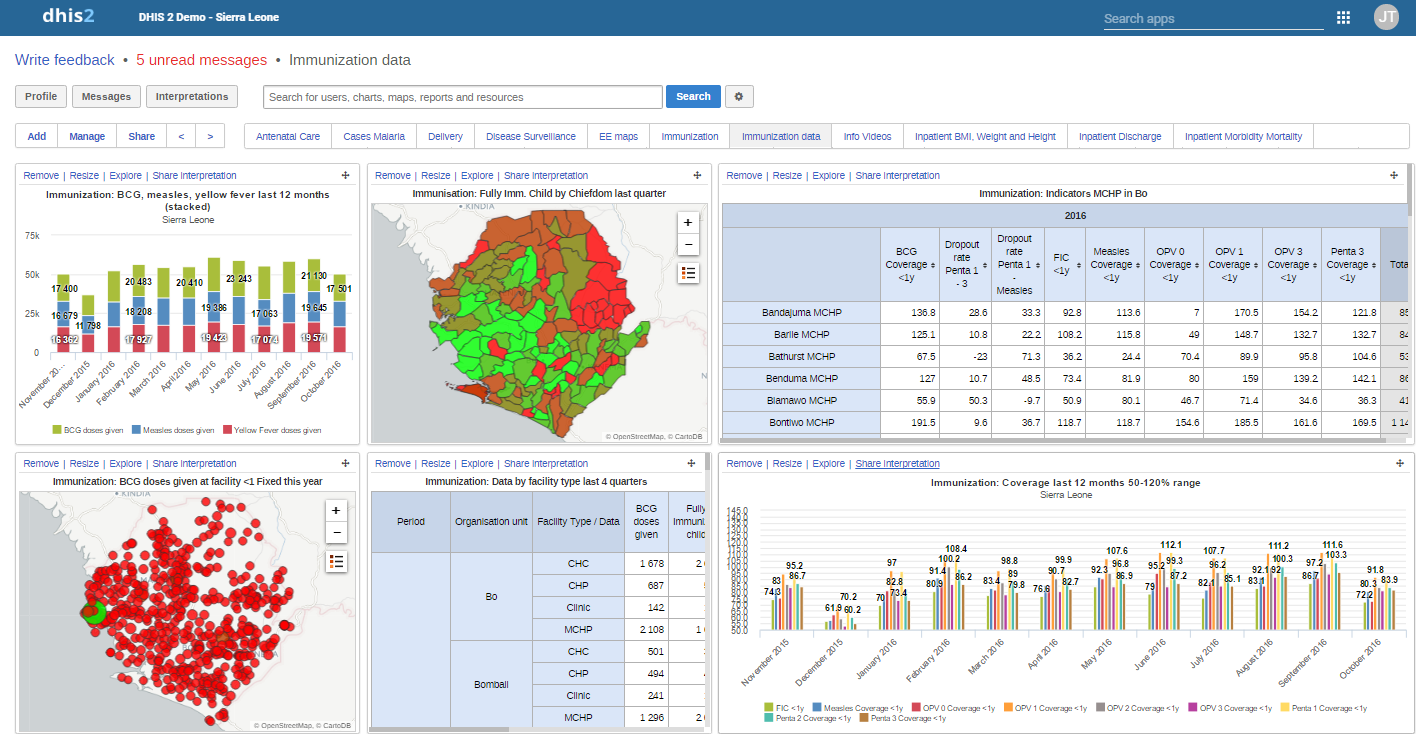 dhis2 DHIS 2 Demo - Sierra Leone Search apps JT
Write feedback • 5 unread messages • Immunization data
Profile Messages Interpretations Search for users, charts, maps, reports and resources Search
Add Manage Share < > Antenatal Care Cases Malaria Delivery Disease Surveillance EE maps Immunization Immunization data Info Videos Inpatient BMI, Weight and Height Inpatient Discharge Inpatient Morbidity Mortality
Remove | Resize | Explore | Share interpretation
Immunization: BCG, measles, yellow fever last 12 months
(stacked)
Sierra Leone
75k
50k
25k
0
17 400 20 483 20 410 23 243 21 130 17 501
16 679 11 798 18 208 19 386 17 063 19 645
16 362 17 927 19 423 17 074 19 571
November 20... December 2015 January 2016 February 2016 March 2016 April 2016 May 2016 June 2016 July 2016 August 2016 September 2016 October 2016
BCG doses given Measles doses given Yellow Fever doses given
Remove | Resize | Explore | Share interpretation
Immunisation: Fully Imm. Child by Chiefdom last quarter
KINDIA
+
−
N
© OpenStreetMap, © CartoDB
Remove | Resize | Explore | Share interpretation
Immunization: Indicators MCHP in Bo
2016
BCG Coverage <1y Dropout rate Penta 1 - 3 Dropout rate Penta 1 - Measles FIC <1y Measles Coverage <1y OPV 0 Coverage <1y OPV 1 Coverage <1y OPV 3 Coverage <1y Penta 3 Coverage <1y Tota
Bandajuma MCHP 136.8 28.6 33.3 92.8 113.6 7 170.5 154.2 121.8 85
Barlie MCHP 125.1 10.8 22.2 108.2 115.8 49 148.7 132.7 132.7 84
Bathurst MCHP 67.5 -23 71.3 36.2 24.4 70.4 89.9 95.8 104.6 53
Benduma MCHP 127 10.7 48.5 73.4 81.9 80 159 139.2 142.1 86
Blamawo MCHP 55.9 50.3 -9.7 50.9 80.1 46.7 71.4 34.6 36.3 41
Bontiwo MCHP 191.5 9.6 36.7 118.7 118.7 154.6 185.5 161.6 169.5 1 14
Remove | Resize | Explore | Share interpretation
Immunization: BCG doses given at facility <1 Fixed this year
KINDIA
+
−
© OpenStreetMap, © CartoDB
Remove | Resize | Explore | Share interpretation
Immunization: Data by facility type last 4 quarters
Period Organisation unit Facility Type / Data BCG doses given Fully Immuni child
Bo
CHC 1 678 2
CHP 687
Clinic 142
MCHP 2 108 1
Bombali
CHC 501
CHP 494
Clinic 241
MCHP 1 296 2
Remove | Resize | Explore | Share interpretation
Immunization: Coverage last 12 months 50-120% range
Sierra Leone
145.0
140.0
135.0
130.0
125.0
120.0
115.0
110.0
105.0
100.0
95.0
90.0
85.0
80.0
75.0
70.0
65.0
60.0
55.0
50.0
74.3 83 95.2 86.7 61.9 70.2 60.2 70 97 82.8 73.4 80.9 91.4 100.2 108.4 86.2 83.4 98.8 89 79.8 76.6 90.7 99.9 82.7 92.3 107.6 96.8 86.9 79 95.2 112.1 99.3 87.2 82.1 107.7 96.2 85.1 83.1 92.1 92 111.2 100.3 87.2 97.2 111.6 103.3 72.2 80.3 91.8 83.9
November 2015 December 2015 January 2016 February 2016 March 2016 April 2016 May 2016 June 2016 July 2016 August 2016 September 2016 October 2016
FIC <1y Measles Coverage <1y OPV 0 Coverage <1y OPV 1 Coverage <1y OPV 2 Coverage <1y OPV 3 Coverage <1y Penta 1 Coverage <1y
Penta 2 Coverage <1y Penta 3 Coverage <1y